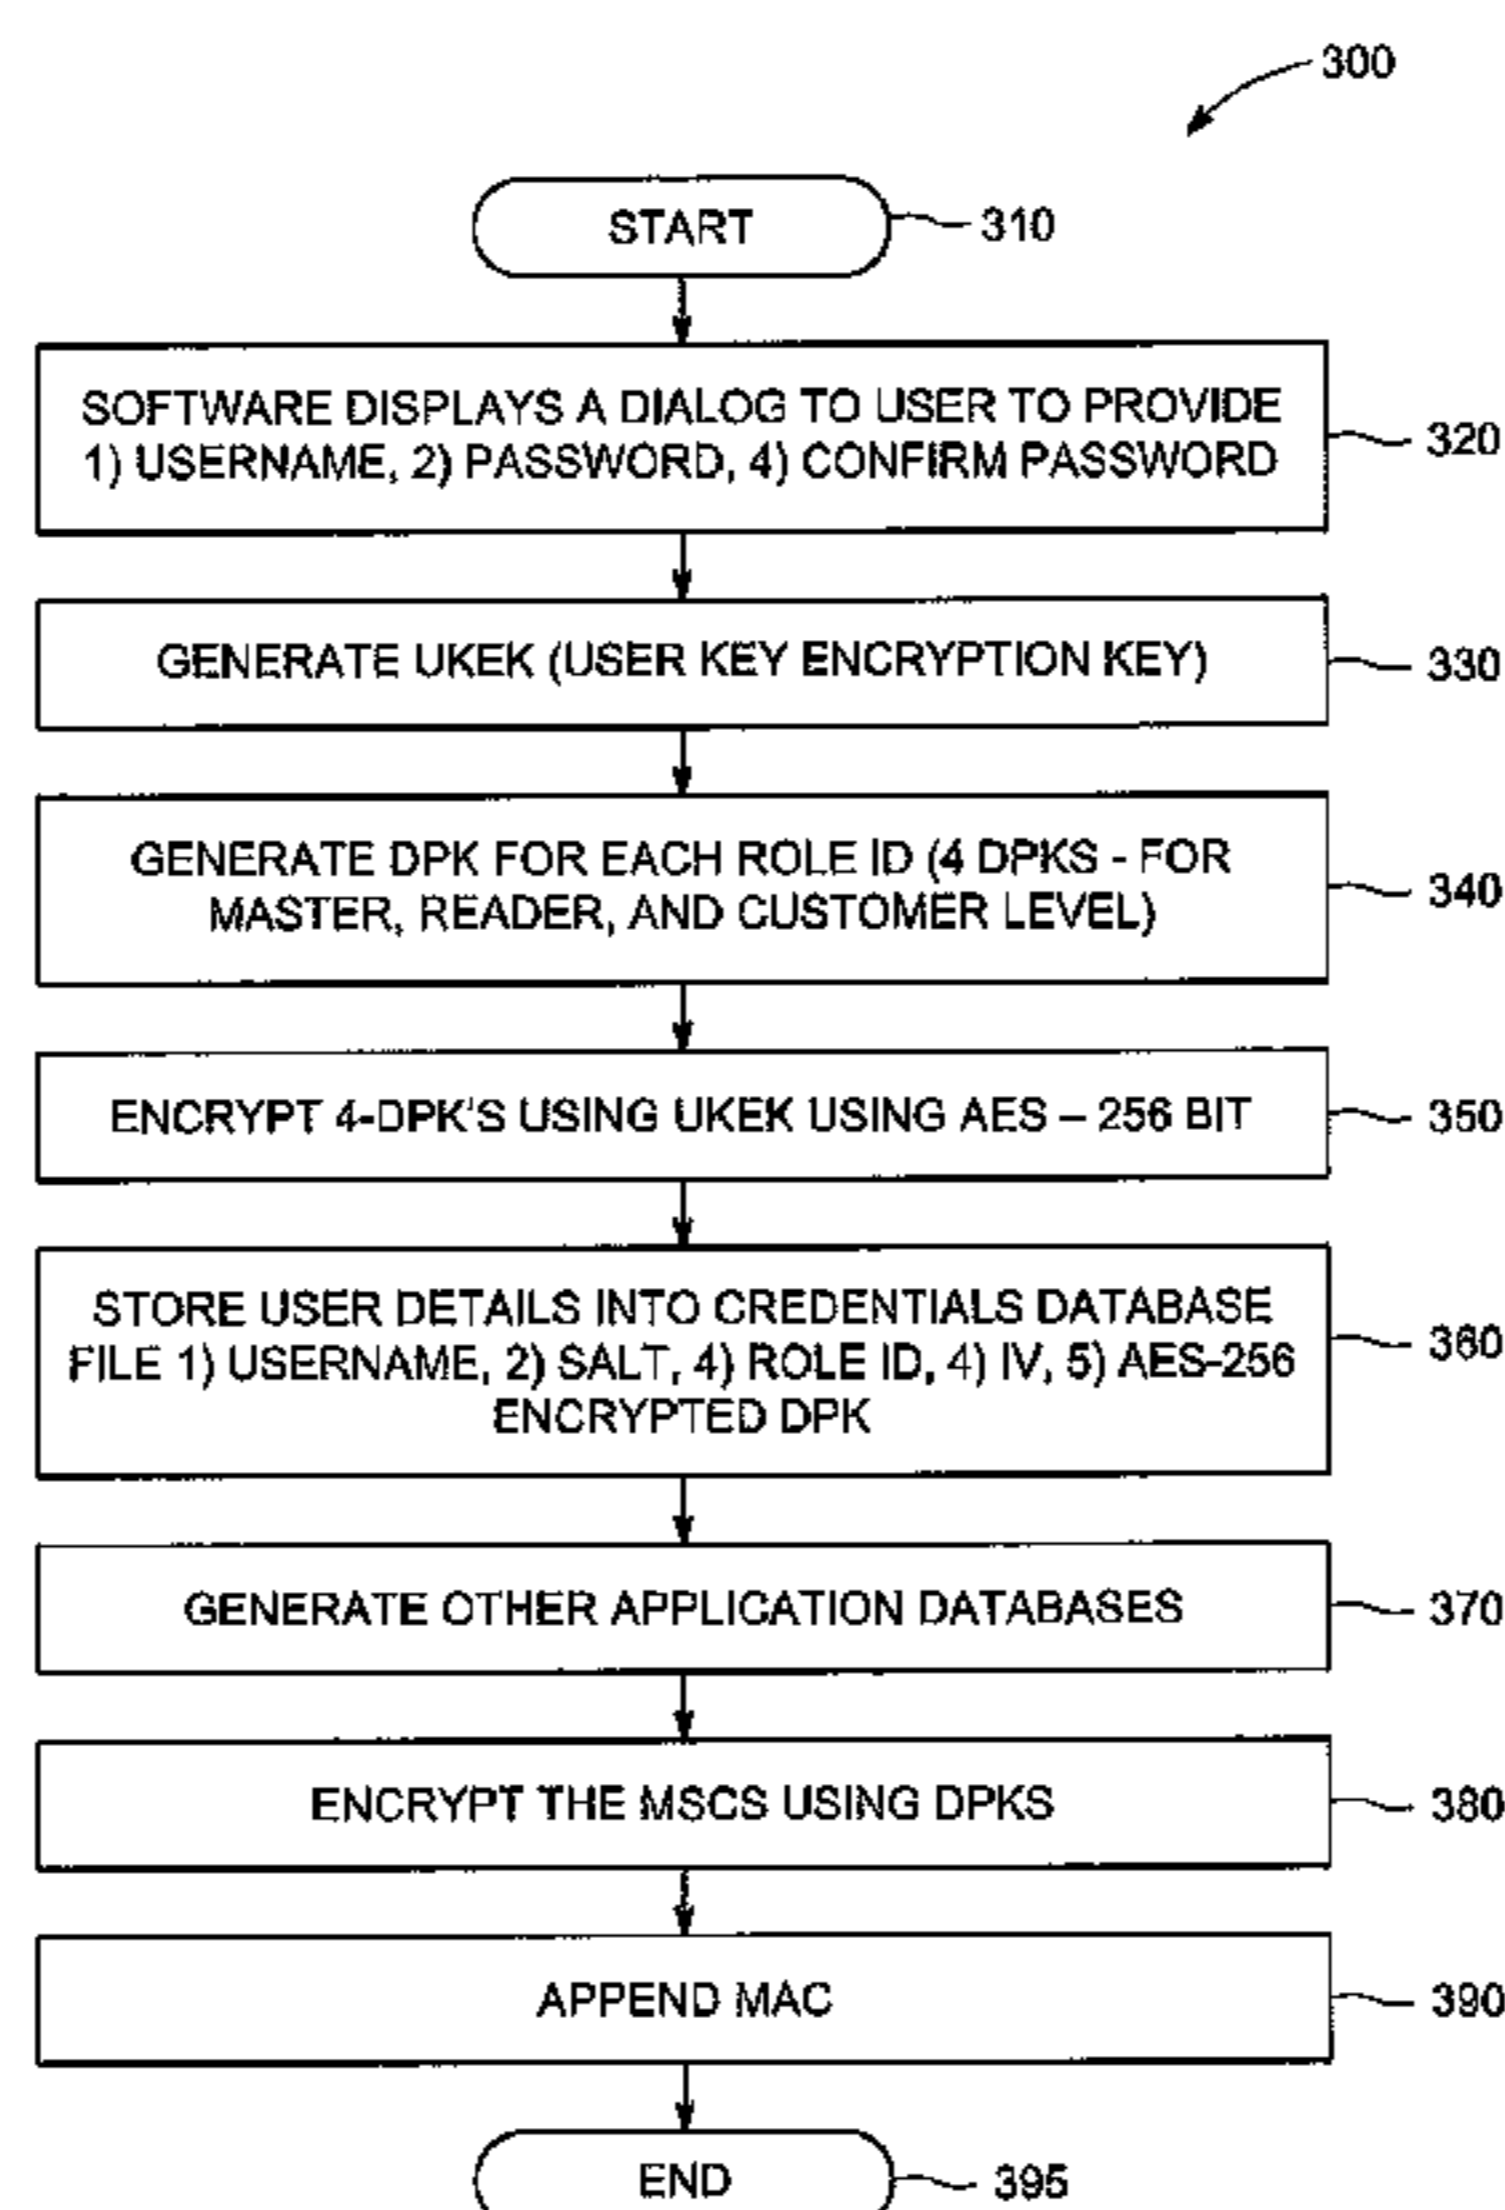 300
START
310
SOFTWARE DISPLAYS A DIALOG TO USER TO PROVIDE
1) USERNAME, 2) PASSWORD, 4) CONFIRM PASSWORD
320
GENERATE UKEK (USER KEY ENCRYPTION KEY)
330
GENERATE DPK FOR EACH ROLE ID (4 DPKS - FOR
MASTER, READER, AND CUSTOMER LEVEL)
340
ENCRYPT 4-DPK'S USING UKEK USING AES – 256 BIT
350
STORE USER DETAILS INTO CREDENTIALS DATABASE
FILE 1) USERNAME, 2) SALT, 4) ROLE ID, 4) IV, 5) AES-256
ENCRYPTED DPK
360
GENERATE OTHER APPLICATION DATABASES
370
ENCRYPT THE MSCS USING DPKS
380
APPEND MAC
390
END
395